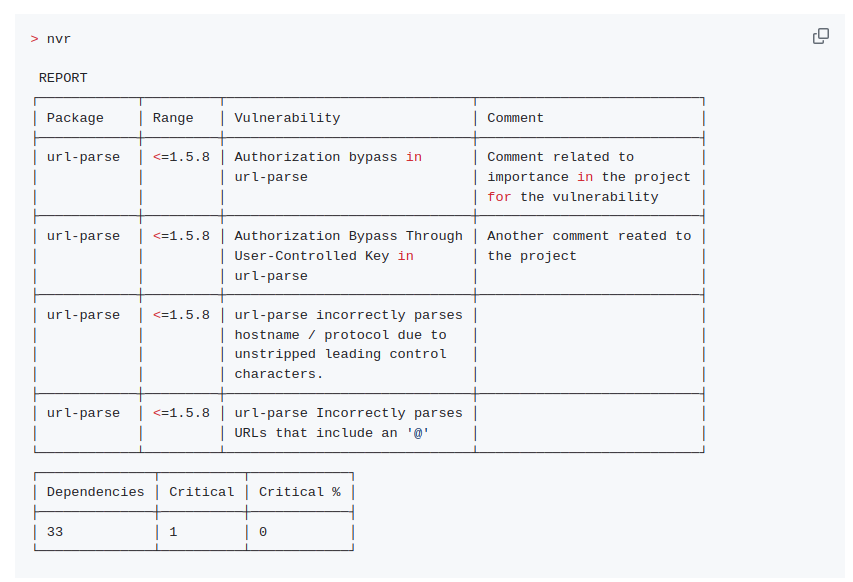 > nvr
REPORT
Package Range Vulnerability Comment
url-parse <=1.5.8 Authorization bypass in Comment related to
url-parse importance in the project
for the vulnerability
url-parse <=1.5.8 Authorization Bypass Through Another comment reated to
User-Controlled Key in the project
url-parse
url-parse <=1.5.8 url-parse incorrectly parses
hostname / protocol due to
unstripped leading control
characters.
url-parse <=1.5.8 url-parse Incorrectly parses
URLs that include an '@'
Dependencies Critical Critical %
33 1 0